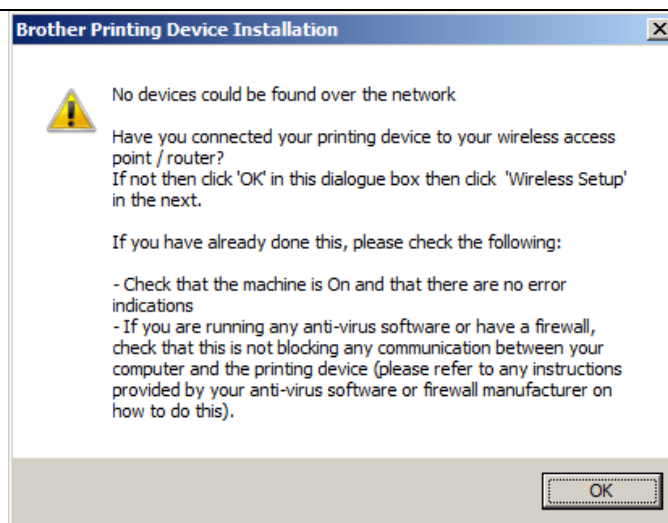 Brother Printing Device Installation
No devices could be found over the network
Have you connected your printing device to your wireless access
point / router?
If not then click 'OK' in this dialogue box then click 'Wireless Setup'
in the next.
If you have already done this, please check the following:
- Check that the machine is On and that there are no error
indications
- If you are running any anti-virus software or have a firewall,
check that this is not blocking any communication between your
computer and the printing device (please refer to any instructions
provided by your anti-virus software or firewall manufacturer on
how to do this).
OK